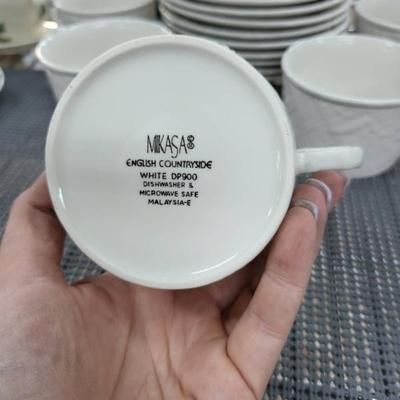 MIKASA
ENGLISH COUNTRYSIDE
WHITE DP900
DISHWASHER &
MICROWAVE SAFE
MALAYSIA-E